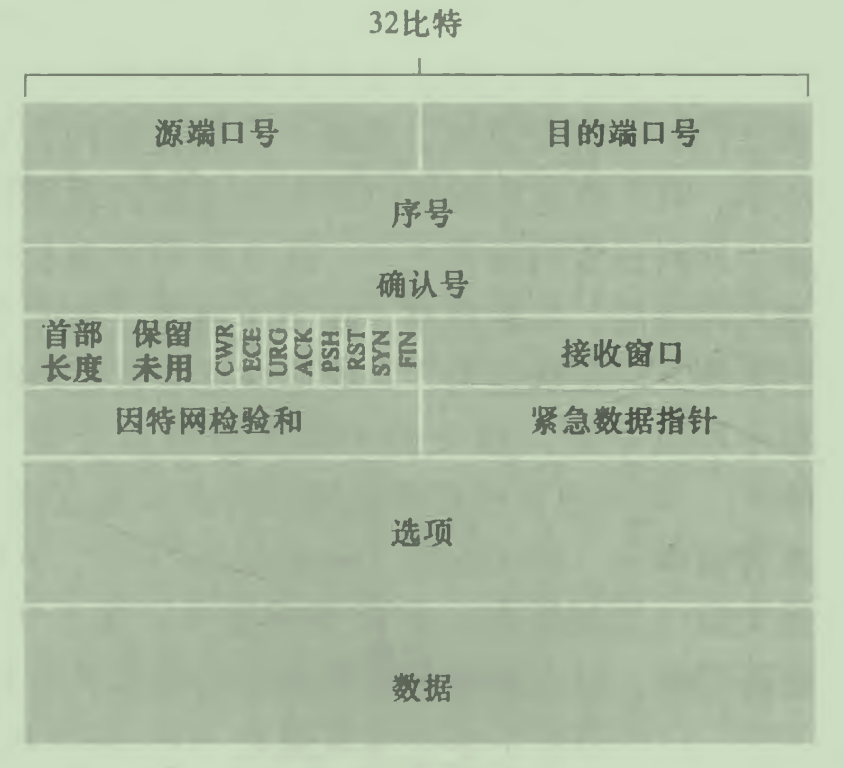 32比特
源端口号 目的端口号
序号
确认号
首部 保留 CWR ECE URG ACK PSH RST SYN FIN 接收窗口
长度 未用
因特网检验和 紧急数据指针
选项
数据